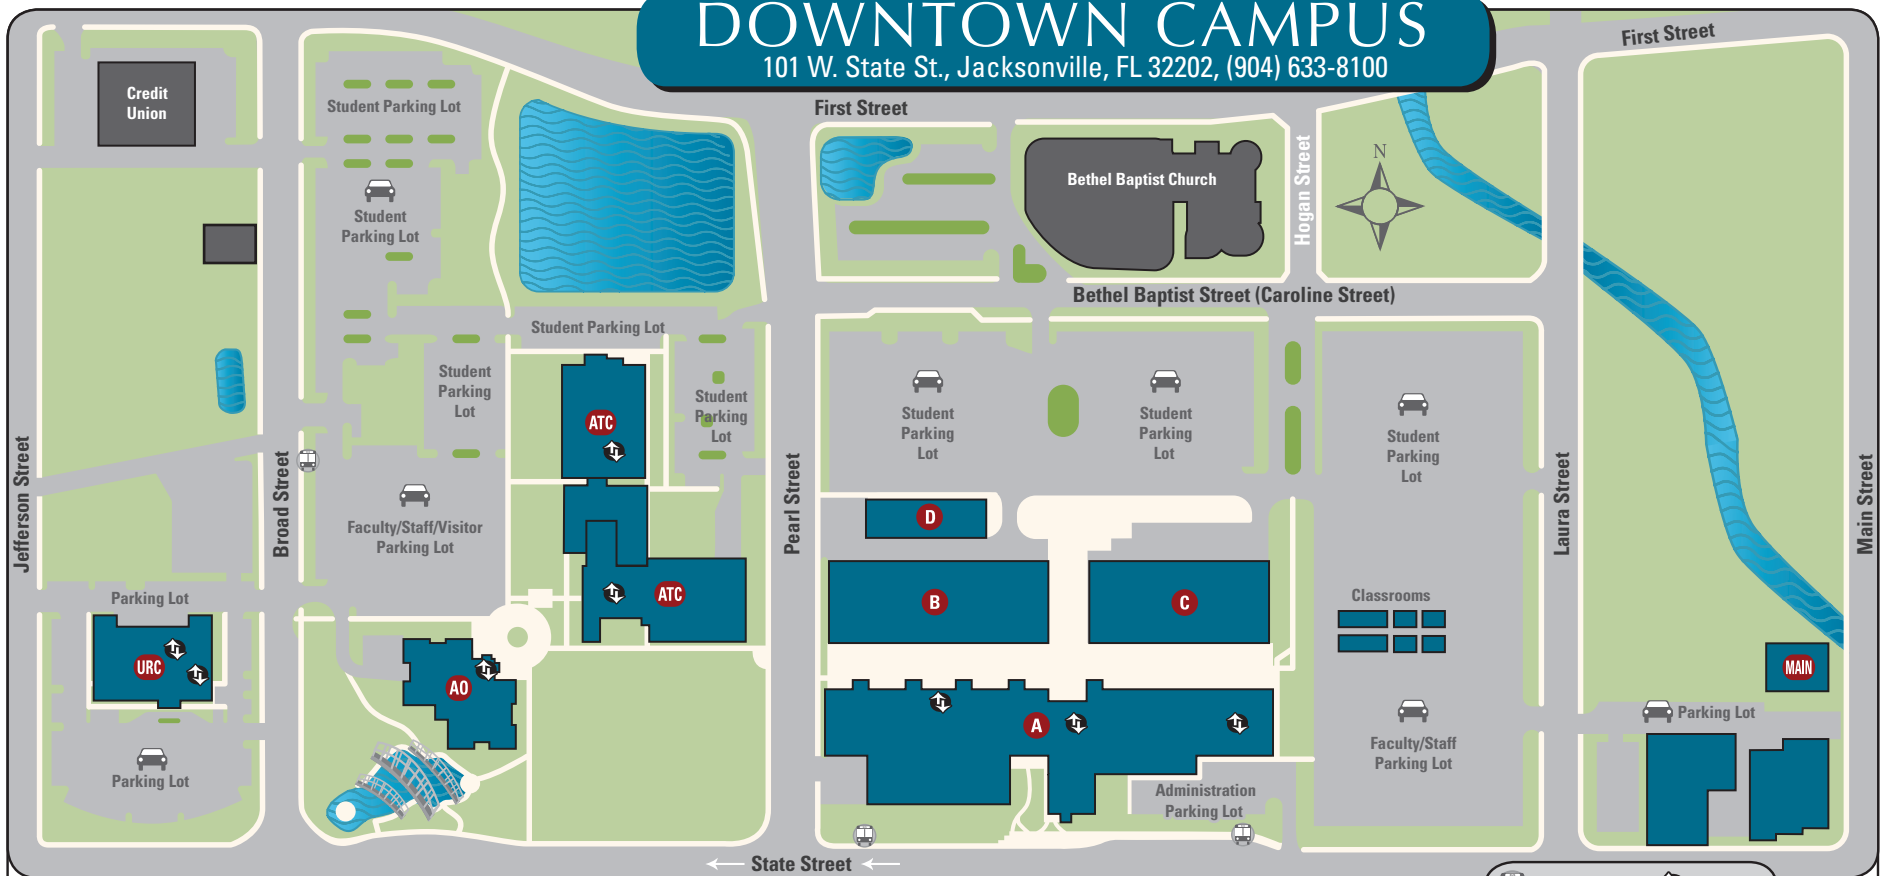 DOWNTOWN CAMPUS
101 W. State St., Jacksonville, FL 32202, (904) 633-8100
First Street
First Street
Credit
Union
Student Parking Lot
Student
Parking Lot
Bethel Baptist Church
Hogan Street
N
Bethel Baptist Street (Caroline Street)
Student Parking Lot
Student
Parking
Lot
Student
Parking
Lot
Student
Parking
Lot
Student
Parking
Lot
Student
Parking
Lot
ATC
Jefferson Street
Broad Street
Pearl Street
Laura Street
Main Street
Faculty/Staff/Visitor
Parking Lot
D
B
C
ATC
Classrooms
Parking Lot
URC
AO
A
MAIN
Parking Lot
Parking Lot
Faculty/Staff
Parking Lot
Administration
Parking Lot
State Street